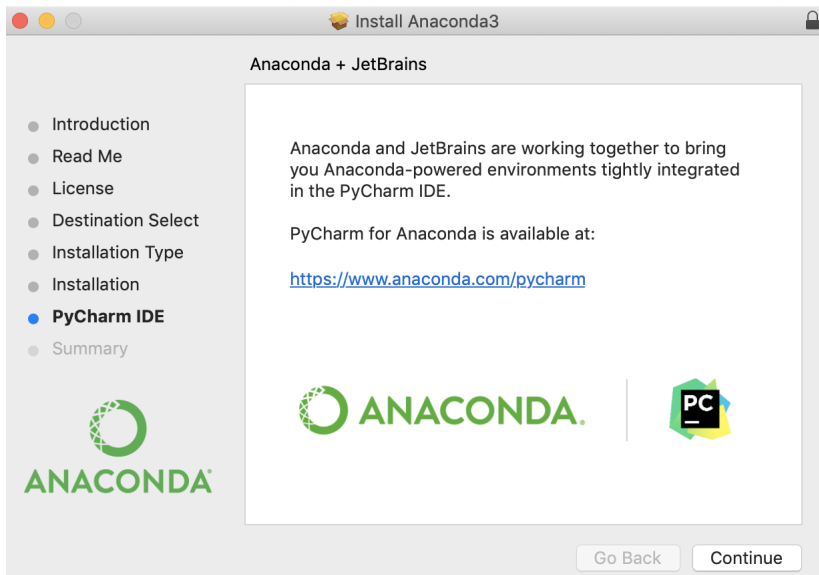 Install Anaconda3
Anaconda + JetBrains
Introduction
Read Me
License
Destination Select
Installation Type
Installation
PyCharm IDE
Summary
ANACONDA®
Anaconda and JetBrains are working together to bring
you Anaconda-powered environments tightly integrated
in the PyCharm IDE.
PyCharm for Anaconda is available at:
https://www.anaconda.com/pycharm
ANACONDA.
PC
Go Back
Continue